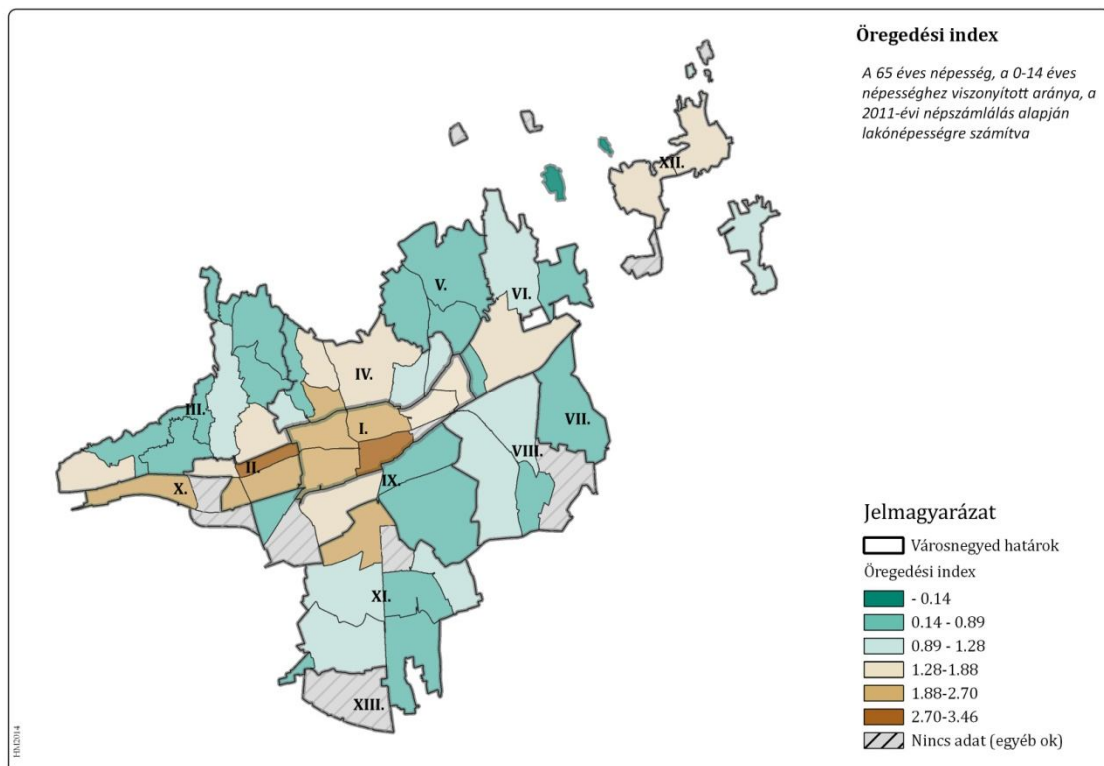 Öregedési index
A 65 éves népesség, a 0-14 éves
népességhez viszonyított aránya, a
2011-évi népszámlálás alapján
lakónépességre számítva
XII.
V.
VI.
IV.
III.
I.
VII.
VIII.
II.
IX.
X.
XI.
XIII.
Jelmagyarázat
Városnegyed határok
Öregedési index
- 0.14
0.14 - 0.89
0.89 - 1.28
1.28-1.88
1.88-2.70
2.70-3.46
Nincs adat (egyéb ok)
HM2014